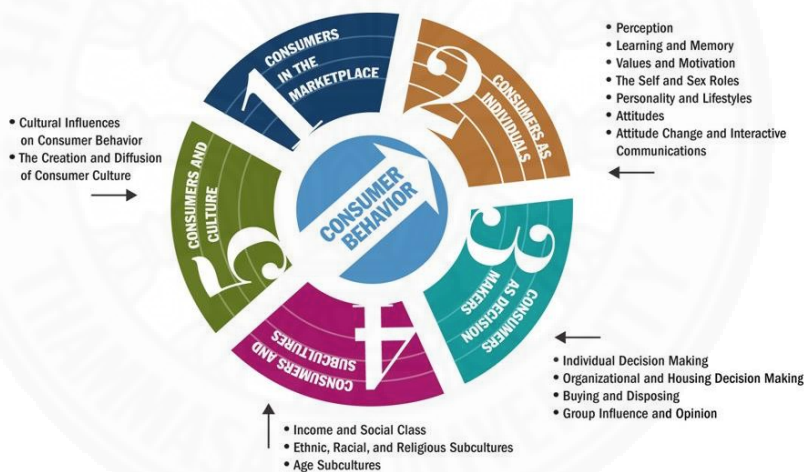 1
CONSUMERS
IN THE
MARKETPLACE
2
CONSUMERS AS
INDIVIDUALS
• Perception
• Learning and Memory
• Values and Motivation
• The Self and Sex Roles
• Personality and Lifestyles
• Attitudes
• Attitude Change and Interactive
Communications
3
CONSUMERS
AS DECISION
MAKERS
• Individual Decision Making
• Organizational and Housing Decision Making
• Buying and Disposing
• Group Influence and Opinion
4
CONSUMERS AND
SUBCULTURES
• Income and Social Class
• Ethnic, Racial, and Religious Subcultures
• Age Subcultures
5
CONSUMERS AND
CULTURE
• Cultural Influences
on Consumer Behavior
• The Creation and Diffusion
of Consumer Culture
CONSUMER
BEHAVIOR